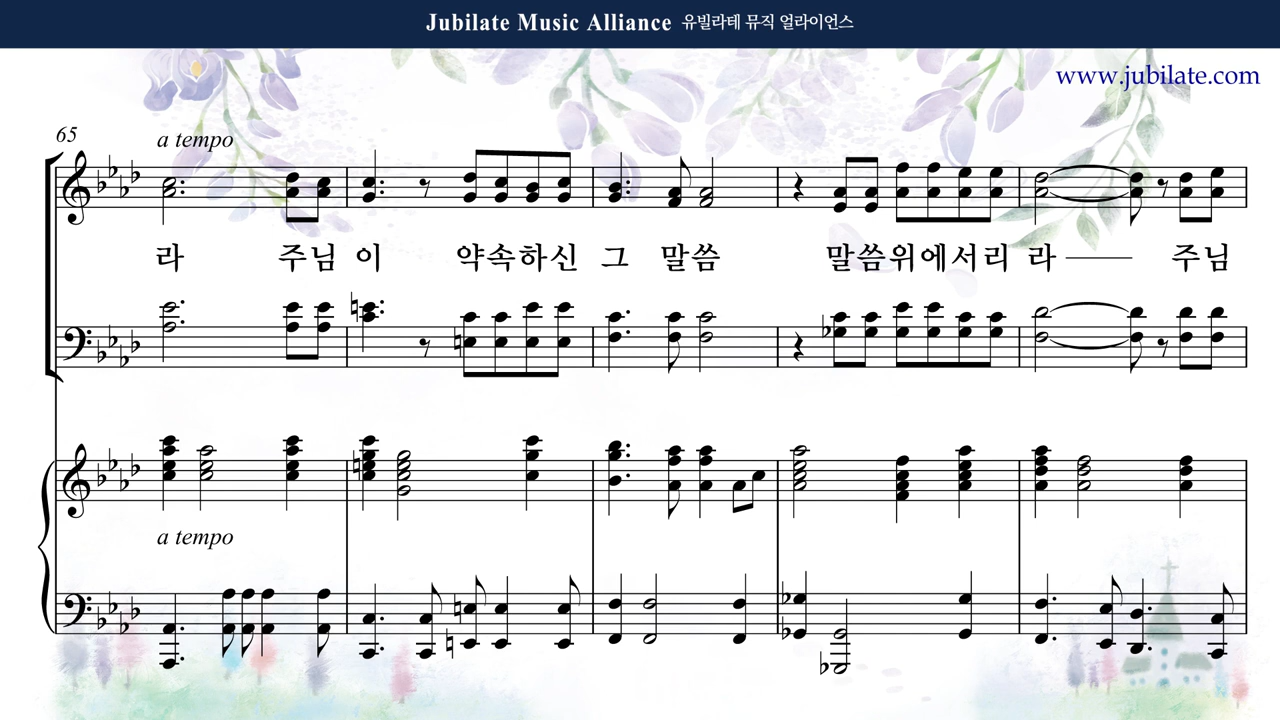 Jubilate Music Alliance 유빌라테 뮤직 얼라이언스
www.jubilate.com
65
a tempo
라 주님 이 약속하신 그 말씀 말씀위에서리 라 주님
a tempo